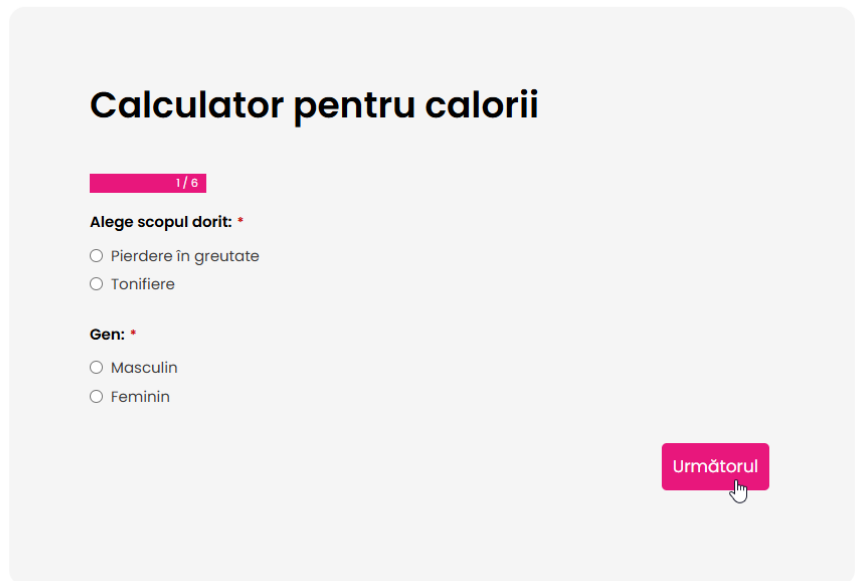 Calculator pentru calorii
1 / 6
Alege scopul dorit: *
Pierdere în greutate
Tonifiere
Gen: *
Masculin
Feminin
Următorul